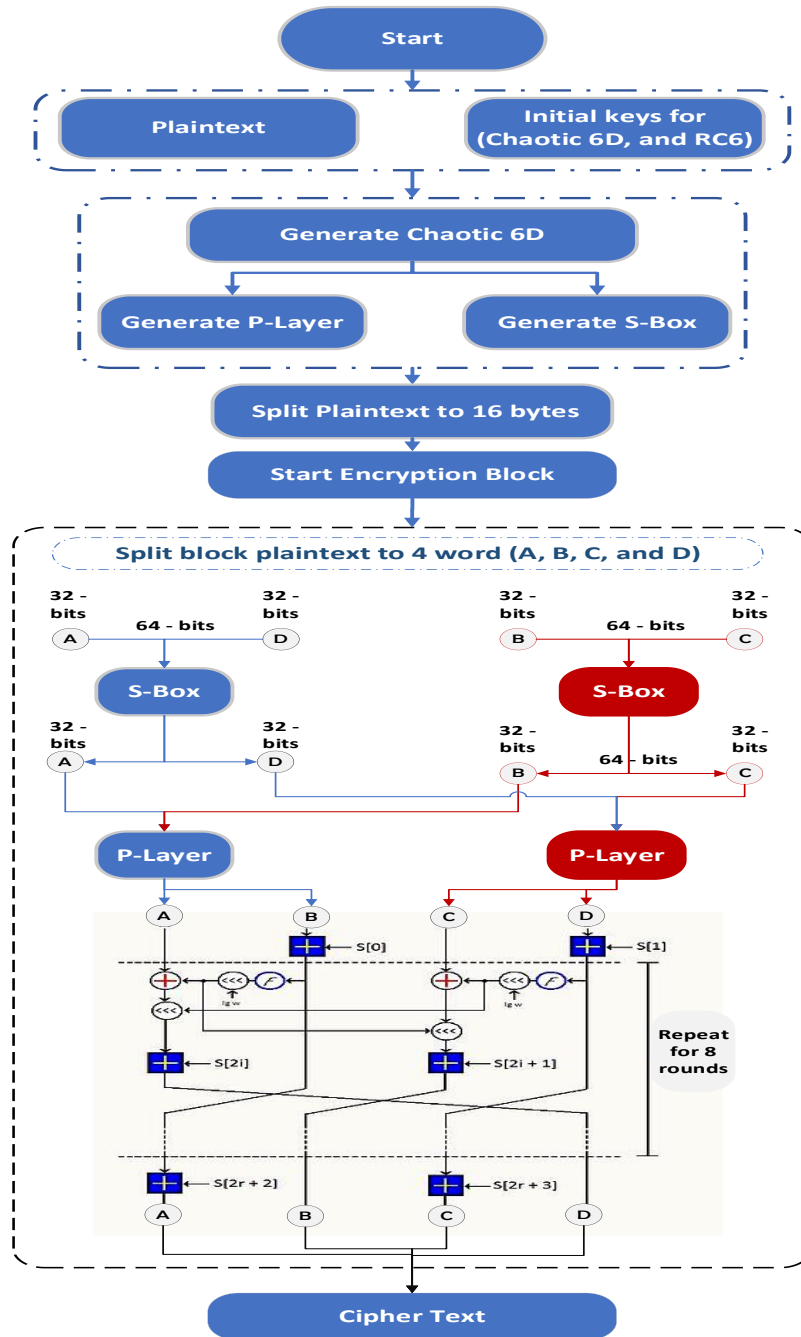 Start
Plaintext
Initial keys for
(Chaotic 6D, and RC6)
Generate Chaotic 6D
Generate P-Layer
Generate S-Box
Split Plaintext to 16 bytes
Start Encryption Block
Split block plaintext to 4 word (A, B, C, and D)
32 -
bits
64 - bits
32 -
bits
32 -
bits
64 - bits
32 -
bits
A
D
B
C
S-Box
S-Box
32 -
bits
32 -
bits
32 -
bits
64 - bits
32 -
bits
A
D
B
C
P-Layer
P-Layer
A
B
C
D
S[0]
S[1]
<<<
F
<<<
F
lg w
lg w
<<<
<<<
S[2i]
S[2i + 1]
Repeat
for 8
rounds
S[2r + 2]
S[2r + 3]
A
B
C
D
Cipher Text